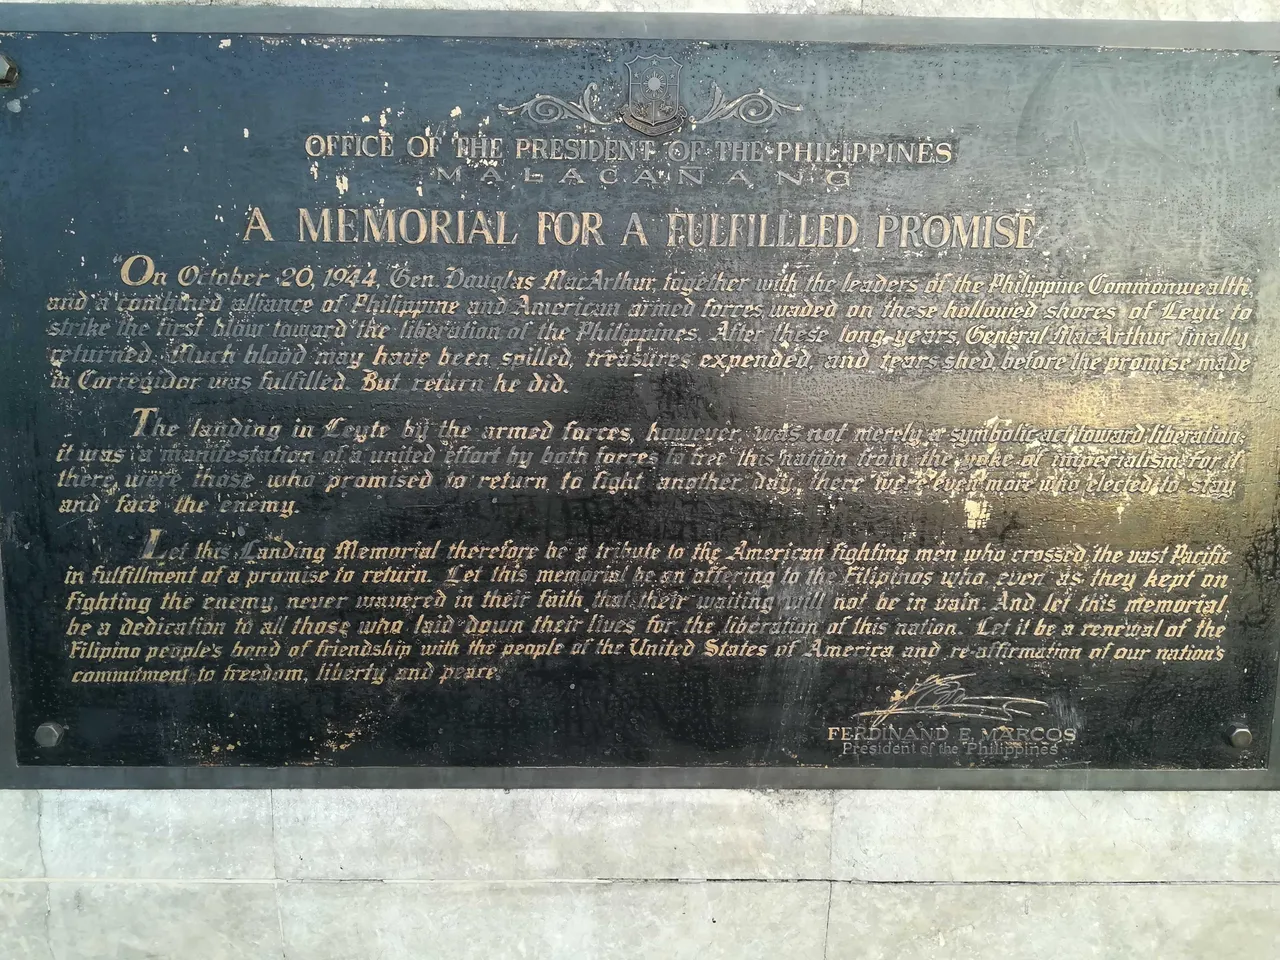 OFFICE OF THE PRESIDENT OF THE PHILIPPINES
MALACAÑANG
A MEMORIAL FOR A FULFILLLED PROMISE
"On October 20, 1944, Gen. Douglas MacArthur, together with the leaders of the Philippine Commonwealth
and a combined alliance of Philippine and American armed forces waded on these hollowed shores of Leyte to
strike the first blow toward the liberation of the Philippines. After these long years, General MacArthur finally
returned. Much blood may have been spilled, treasures expended, and tears shed before the promise made
in Corregidor was fulfilled. But return he did.
The landing in Leyte by the armed forces, however, was not merely a symbolic act toward liberation;
it was a manifestation of a united effort by both forces to free this nation from the yoke of imperialism for if
there were those who promised to return to fight another day, there were even more who elected to stay
and face the enemy.
Let this Landing Memorial therefore be a tribute to the American fighting men who crossed the vast Pacific
in fulfillment of a promise to return. Let this memorial be an offering to the Filipinos who even as they kept on
fighting the enemy, never wavered in their faith that their waiting will not be in vain. And let this memorial
be a dedication to all those who laid down their lives for the liberation of this nation. Let it be a renewal of the
Filipino people's bond of friendship with the people of the United States of America and re-affirmation of our nation's
commitment to freedom, liberty and peace.
FERDINAND E. MARCOS
President of the Philippines